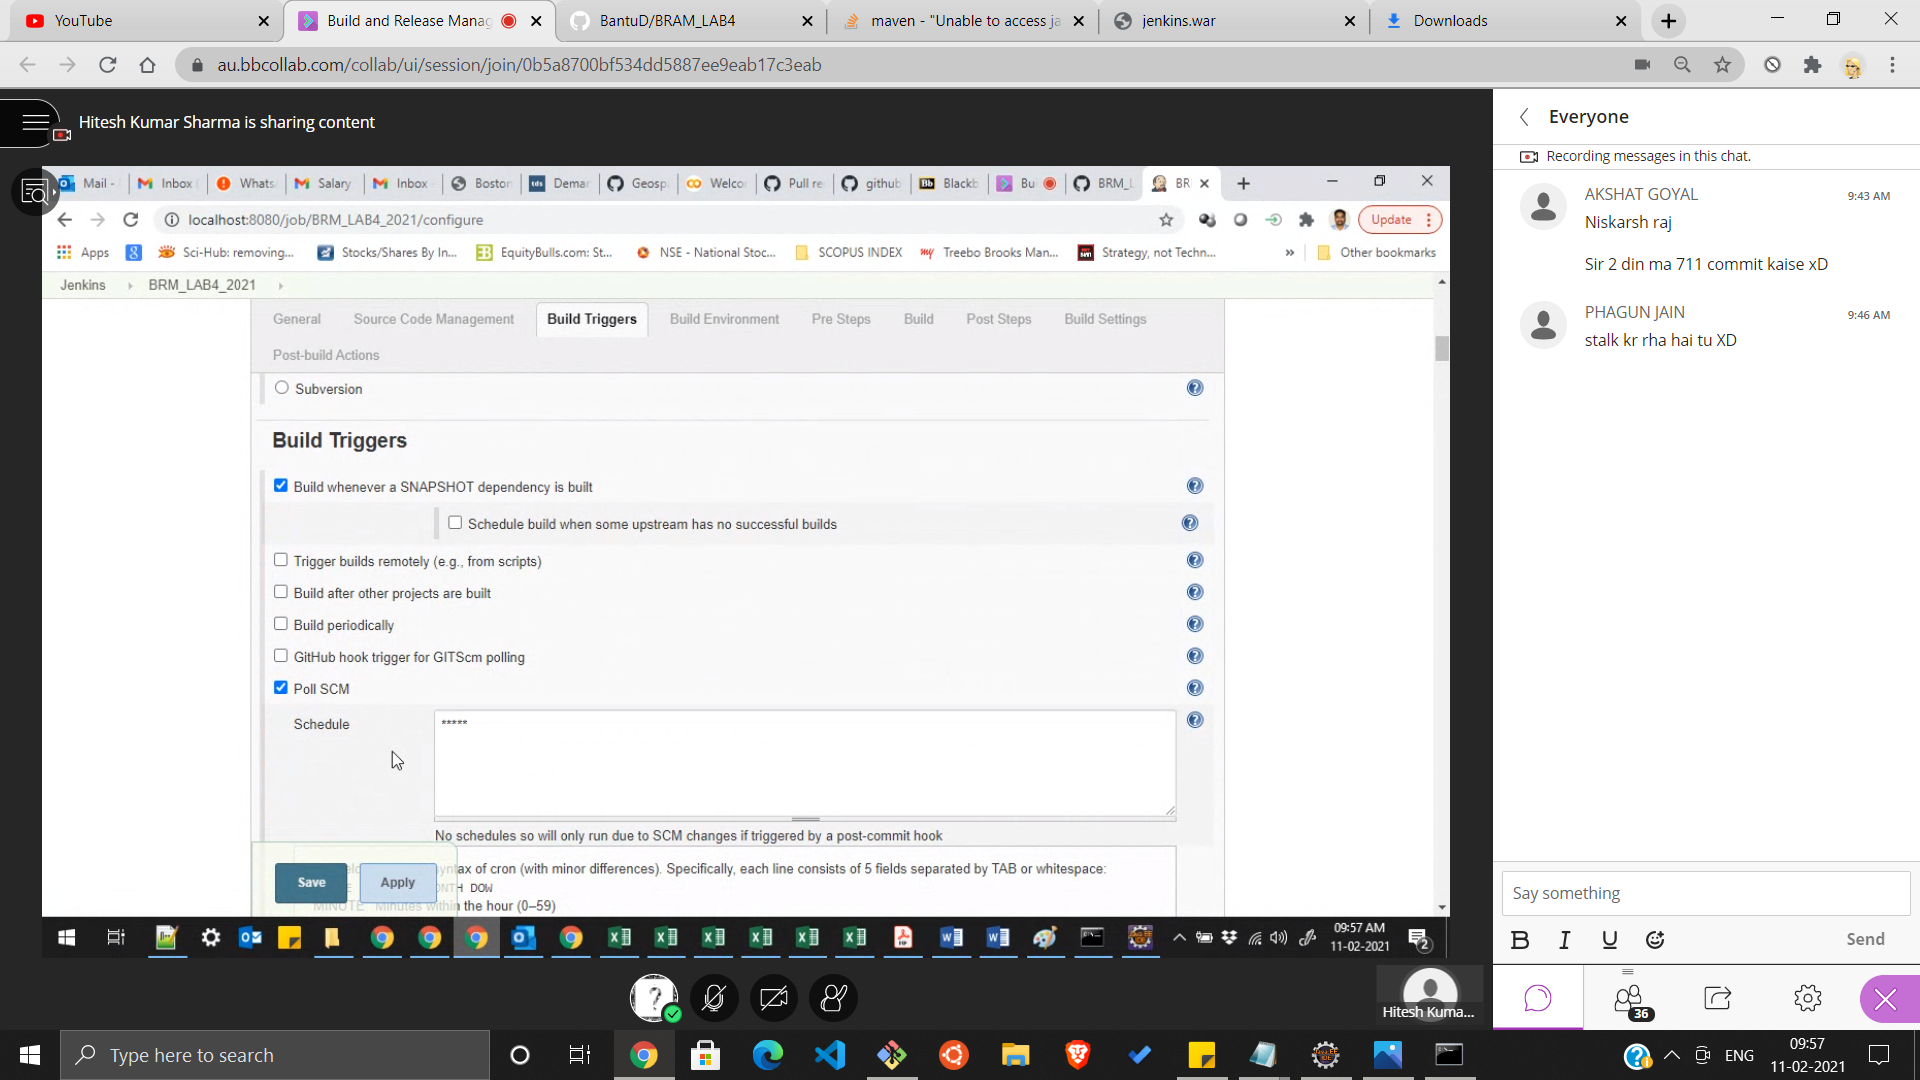 YouTube
Build and Release Manag
BantuD/BRAM_LAB4
maven - "Unable to access ja
jenkins.war
Downloads
au.bbcollab.com/collab/ui/session/join/0b5a8700bf534dd5887ee9eab17c3eab
Hitesh Kumar Sharma is sharing content
Mail -
Inbox
Whats
Salary
Inbox
Boston
Demar
Geosp
Welco
Pull re
github
Blackb
Bu
BRM_L
BR
localhost:8080/job/BRM_LAB4_2021/configure
Update
Apps
Sci-Hub: removing...
Stocks/Shares By In...
EquityBulls.com: St...
NSE - National Stoc...
SCOPUS INDEX
Treebo Brooks Man...
Strategy, not Techn...
»
Other bookmarks
Jenkins
BRM_LAB4_2021
General
Source Code Management
Build Triggers
Build Environment
Pre Steps
Build
Post Steps
Build Settings
Post-build Actions
Subversion
Build Triggers
Build whenever a SNAPSHOT dependency is built
Schedule build when some upstream has no successful builds
Trigger builds remotely (e.g., from scripts)
Build after other projects are built
Build periodically
GitHub hook trigger for GITScm polling
Poll SCM
Schedule
*****
No schedules so will only run due to SCM changes if triggered by a post-commit hook
ntax of cron (with minor differences). Specifically, each line consists of 5 fields separated by TAB or whitespace:
NTH DOW
MINUTE Minutes within the hour (0–59)
Save
Apply
09:57 AM
11-02-2021
2
Hitesh Kuma...
Everyone
Recording messages in this chat.
AKSHAT GOYAL
9:43 AM
Niskarsh raj
Sir 2 din ma 711 commit kaise xD
PHAGUN JAIN
9:46 AM
stalk kr rha hai tu XD
Say something
B I U
Send
36
Type here to search
ENG
09:57
11-02-2021